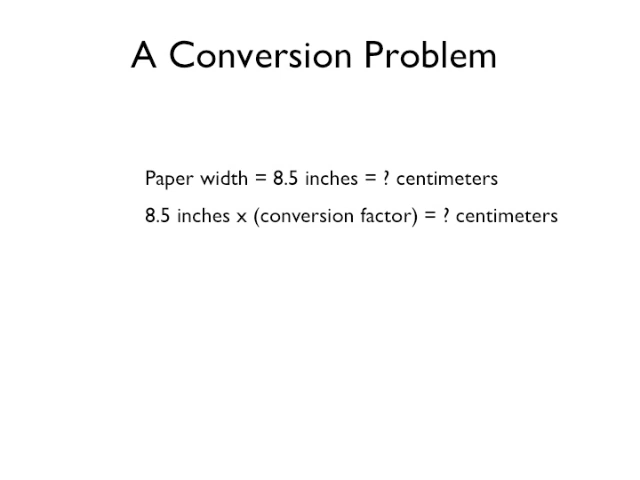 A Conversion Problem
Paper width = 8.5 inches = ? centimeters
8.5 inches x (conversion factor) = ? centimeters